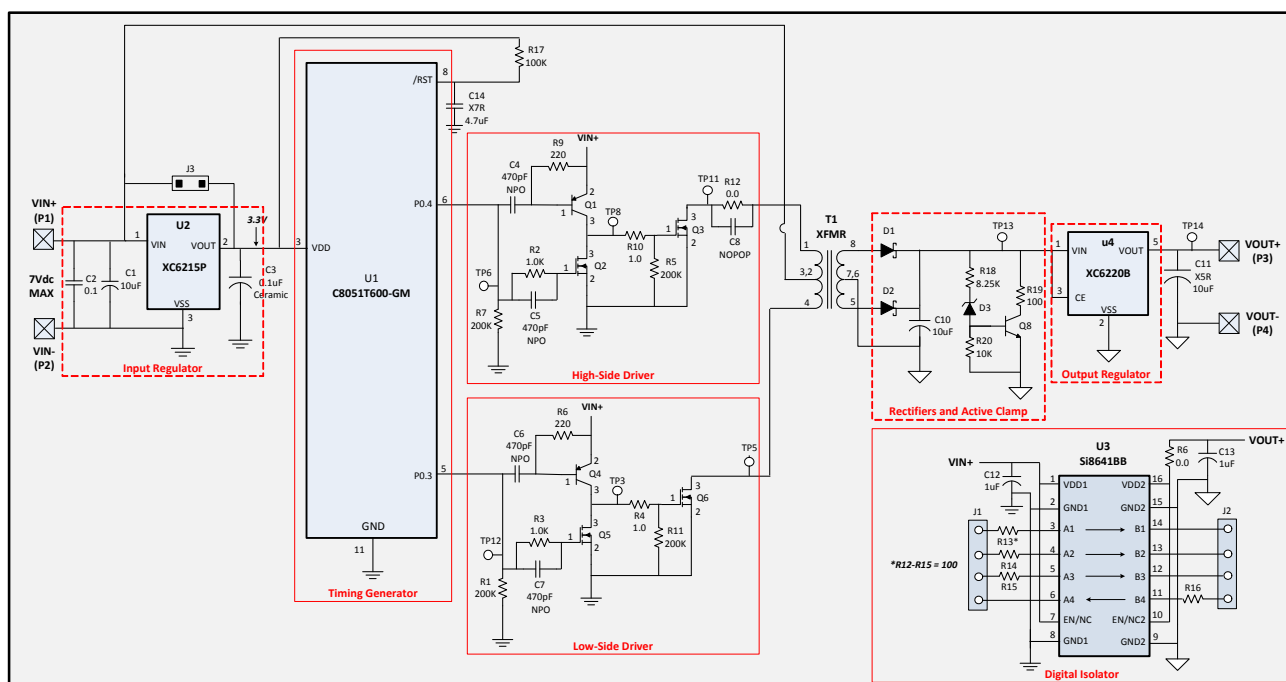 R17
100K
/RST
8
C14
X7R
4.7uF
J3
VIN+
(P1)
7Vdc
MAX
VIN-
(P2)
C2
0.1
C1
10uF
1
U2
VIN
VOUT
XC6215P
VSS
3
2
3.3V
C3
0.1uF
Ceramic
Input Regulator
3
VDD
U1
C8051T600-GM
P0.4
6
P0.3
5
GND
11
Timing Generator
VIN+
R9
220
C4
470pF
NPO
2
Q1
1
3
TP8
R2
1.0K
3
1
Q2
2
C5
470pF
NPO
TP6
R7
200K
R10
1.0
R5
200K
TP11
3
1
Q3
2
R12
0.0
C8
NOPOP
High-Side Driver
VIN+
R6
220
C6
470pF
NPO
2
Q4
1
3
TP3
R3
1.0K
3
1
Q5
2
C7
470pF
NPO
TP12
R1
200K
R4
1.0
R11
200K
3
1
Q6
2
TP5
Low-Side Driver
T1
XFMR
1
3,2
4
8
7,6
5
D1
D2
C10
10uF
TP13
R18
8.25K
D3
R19
100
Q8
R20
10K
Rectifiers and Active Clamp
1
3
u4
VIN
VOUT
XC6220B
CE
VSS
2
5
TP14
C11
X5R
10uF
VOUT+
(P3)
VOUT-
(P4)
Output Regulator
VIN+
C12
1uF
U3
Si8641BB
R6
0.0
VOUT+
C13
1uF
1 VDD1 VDD2 16
2 GND1 GND2 15
J1
J2
3 A1 B1 14
R13*
4 A2 B2 13
R14
5 A3 B3 12
R15
6 A4 B4 11
R16
7 EN/NC EN/NC2 10
8 GND1 GND2 9
*R12-R15 = 100
Digital Isolator